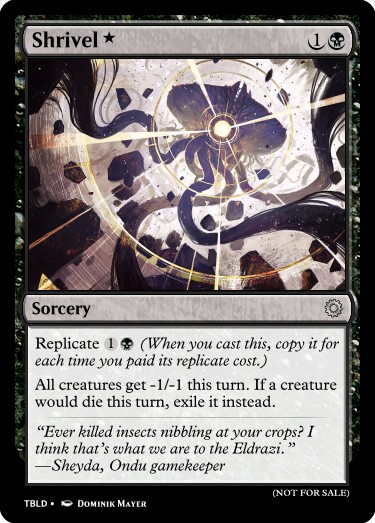 Shrivel ★ 1
Sorcery
Replicate 1 (When you cast this, copy it for
each time you paid its replicate cost.)
All creatures get -1/-1 this turn. If a creature
would die this turn, exile it instead.
“Ever killed insects nibbling at your crops? I
think that’s what we are to the Eldrazi.”
—Sheyda, Ondu gamekeeper
(NOT FOR SALE)
TBLD • DOMINIK MAYER